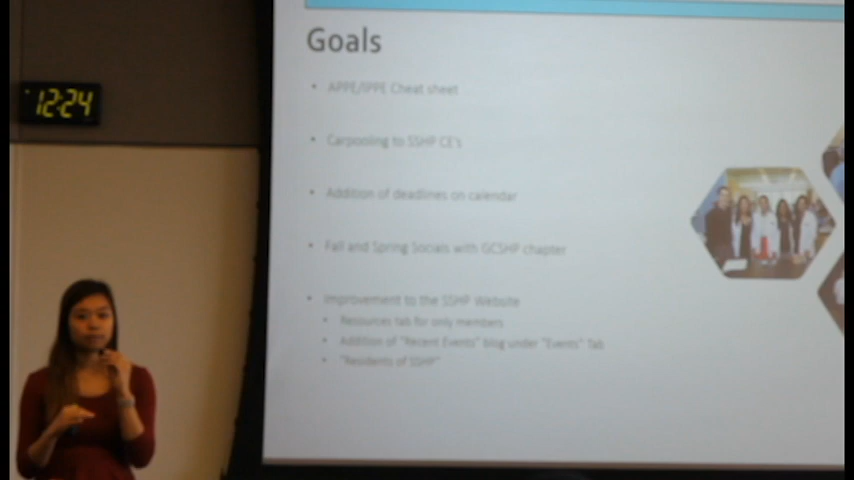 12:24
Goals
• APPE/IPPE Cheat sheet
• Carpooling to SSHP CE's
• Addition of deadlines on calendar
• Fall and Spring Socials with GCSHP chapter
• Improvement to the SSHP Website
• Resources tab for only members
• Addition of "Recent Events" blog under "Events" Tab
• "Residents of SSHP"